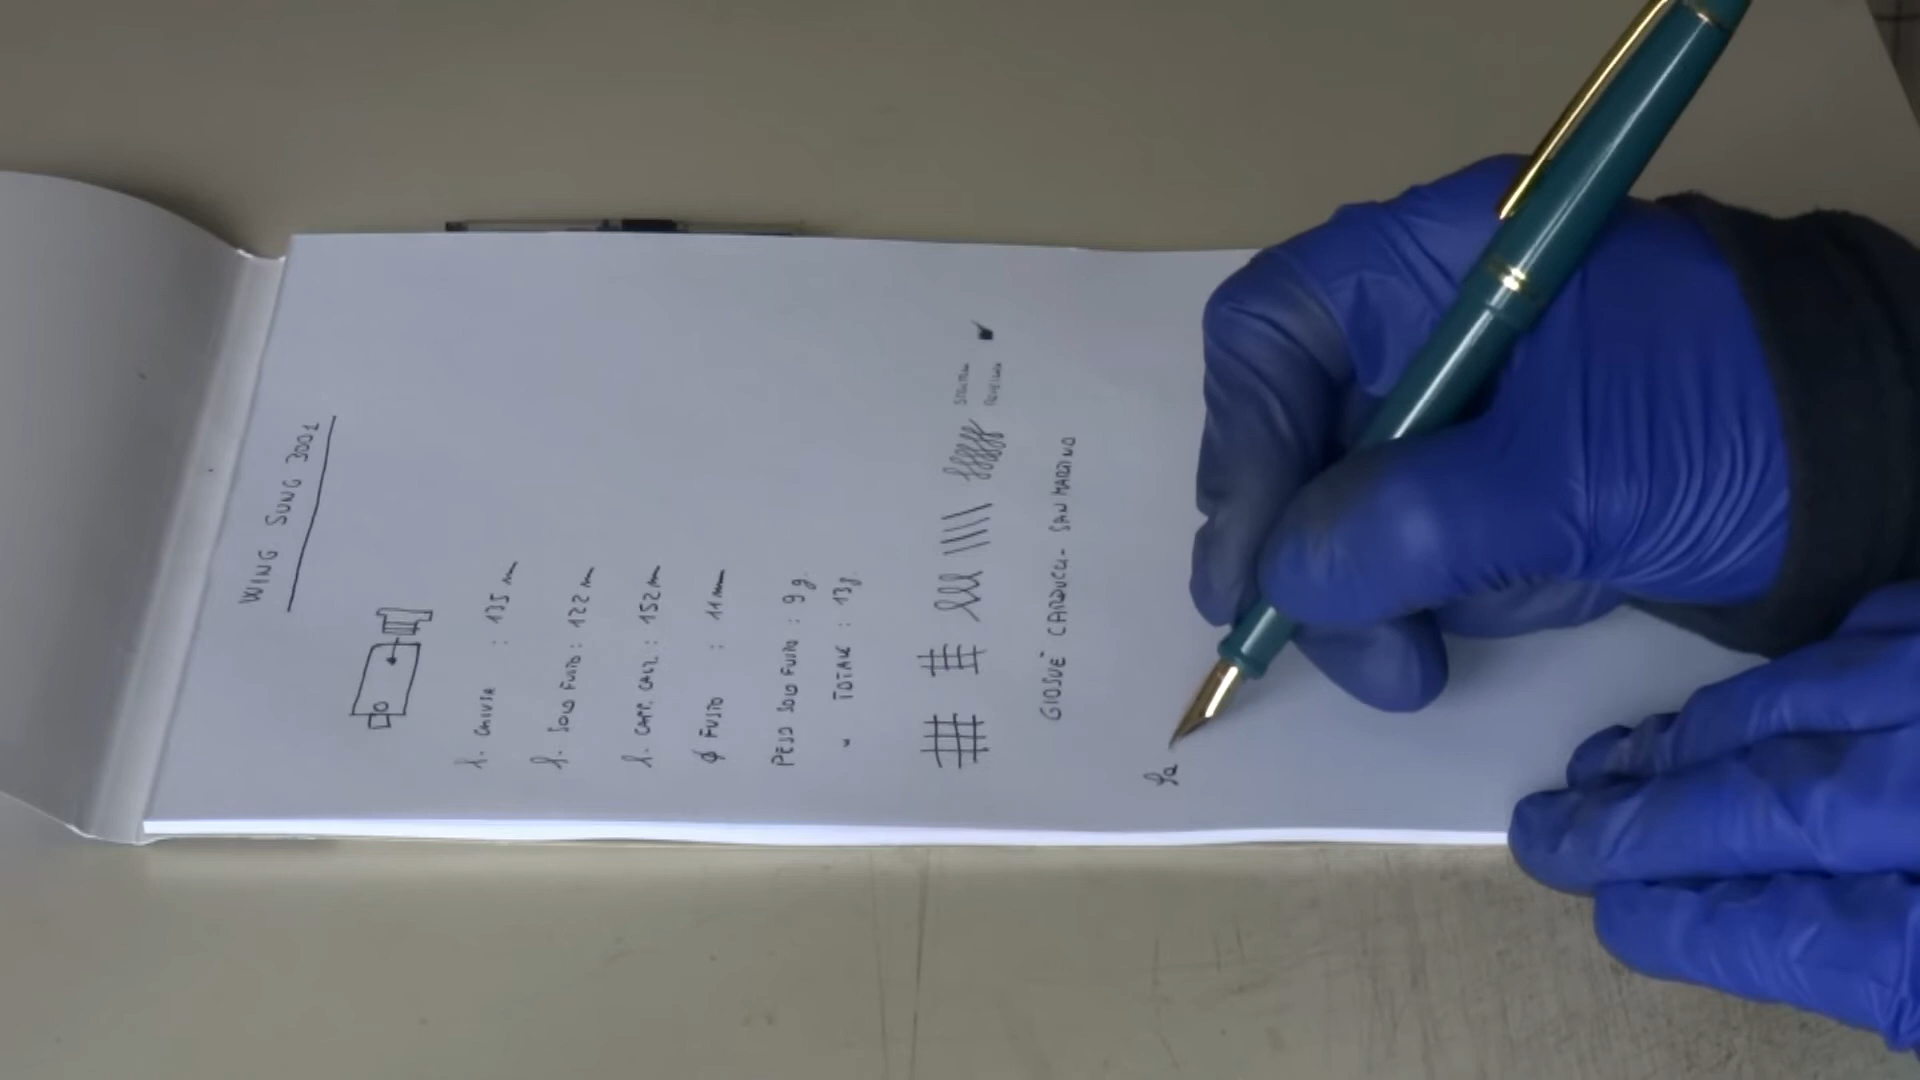 WING SUNG 3001
l. CHIUSA : 135 mm
l. SOLO FUSTO : 122 mm
l. CAPP. CALZ. : 152 mm
φ FUSTO : 11 mm
PESO SOLO FUSTO : 9 g.
" TOTALE : 13 g.
GIOSUÈ CARDUCCI - SAN MARTINO
La